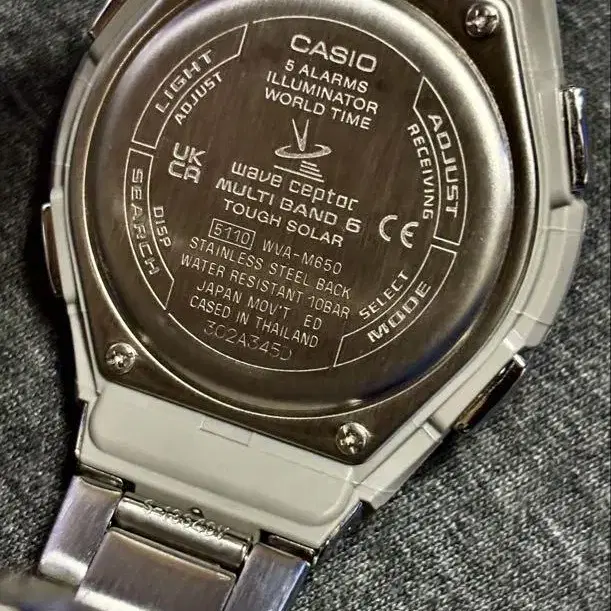 CASIO
5 ALARMS
ILLUMINATOR
WORLD TIME
wave ceptor
MULTI BAND 6
TOUGH SOLAR
5110 WVA-M650
STAINLESS STEEL BACK
WATER RESISTANT 10BAR
JAPAN MOV'T ED
CASED IN THAILAND
302A345D
LIGHT
ADJUST
ADJUST
RECEIVING
UK
CA
CE
SEARCH
DISP
SELECT
MODE